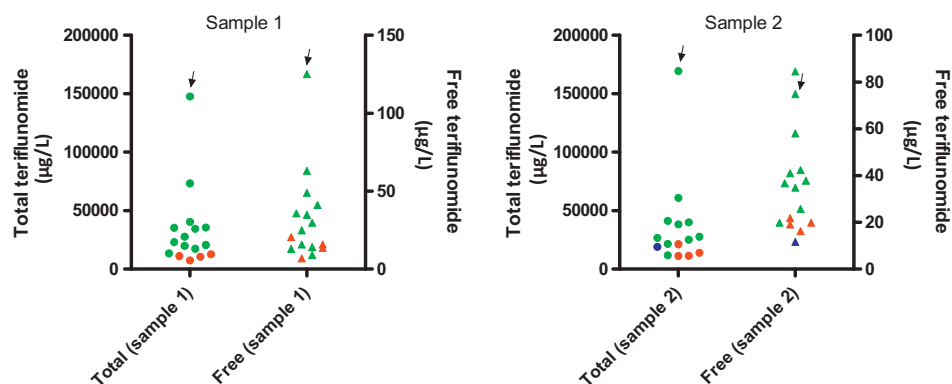 Sample 1
200000
150000
100000
50000
0
Total teriflunomide
(µg/L)
150
100
50
0
Free teriflunomide
(µg/L)
Total (sample 1)
Free (sample 1)
Sample 2
200000
150000
100000
50000
0
Total teriflunomide
(µg/L)
100
80
60
40
20
0
Free teriflunomide
(µg/L)
Total (sample 2)
Free (sample 2)